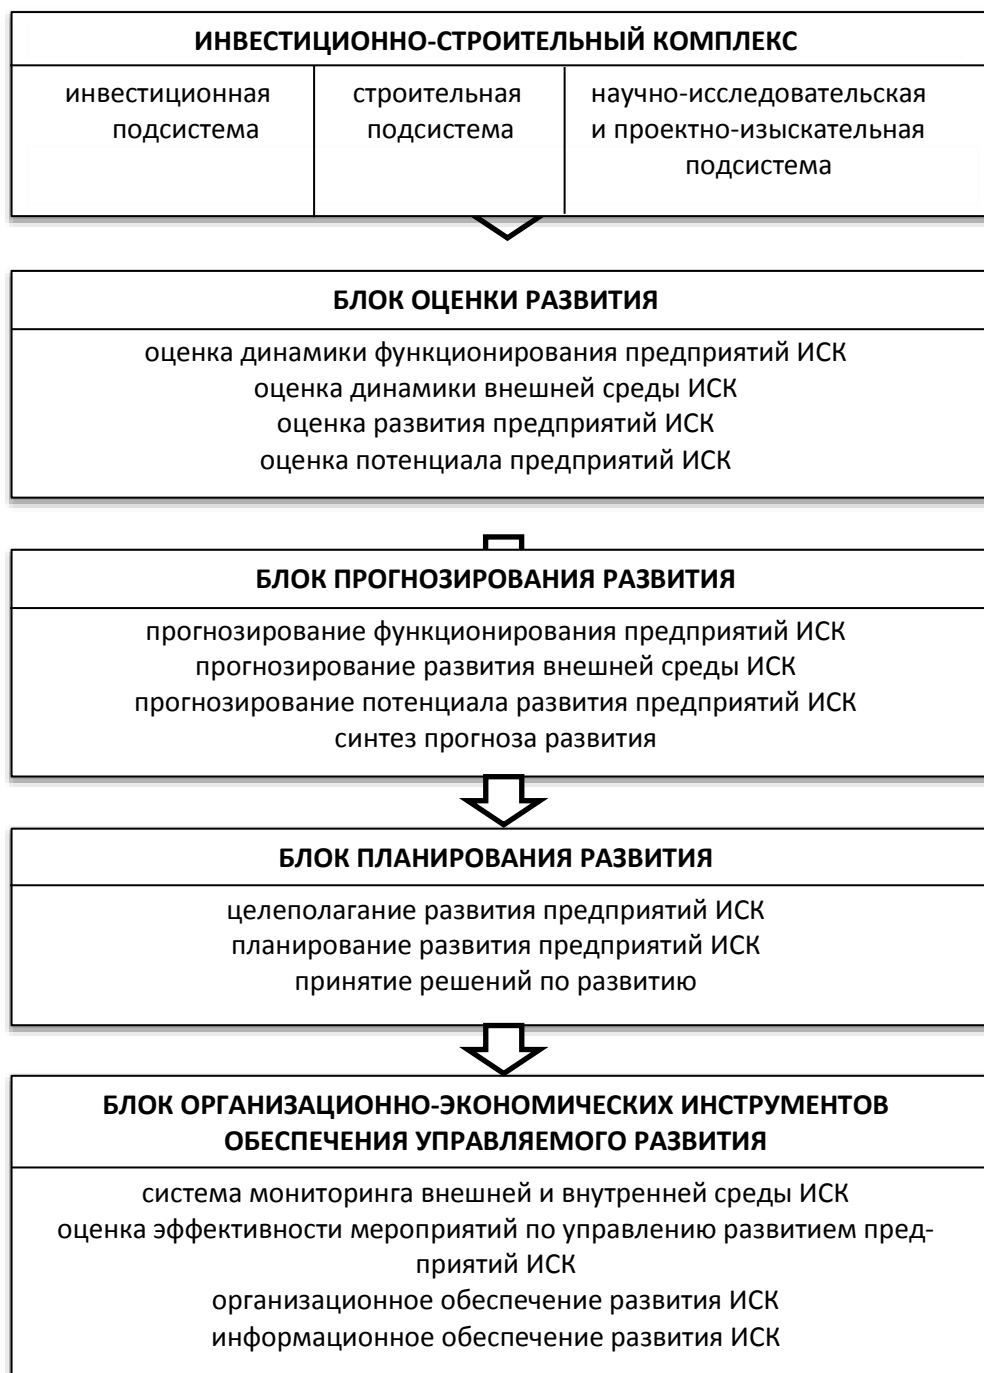 ИНВЕСТИЦИОННО-СТРОИТЕЛЬНЫЙ КОМПЛЕКС
инвестиционная
подсистема
строительная
подсистема
научно-исследовательская
и проектно-изыскательная
подсистема
БЛОК ОЦЕНКИ РАЗВИТИЯ
оценка динамики функционирования предприятий ИСК
оценка динамики внешней среды ИСК
оценка развития предприятий ИСК
оценка потенциала предприятий ИСК
БЛОК ПРОГНОЗИРОВАНИЯ РАЗВИТИЯ
прогнозирование функционирования предприятий ИСК
прогнозирование развития внешней среды ИСК
прогнозирование потенциала развития предприятий ИСК
синтез прогноза развития
БЛОК ПЛАНИРОВАНИЯ РАЗВИТИЯ
целеполагание развития предприятий ИСК
планирование развития предприятий ИСК
принятие решений по развитию
БЛОК ОРГАНИЗАЦИОННО-ЭКОНОМИЧЕСКИХ ИНСТРУМЕНТОВ
ОБЕСПЕЧЕНИЯ УПРАВЛЯЕМОГО РАЗВИТИЯ
система мониторинга внешней и внутренней среды ИСК
оценка эффективности мероприятий по управлению развитием пред-
приятий ИСК
организационное обеспечение развития ИСК
информационное обеспечение развития ИСК